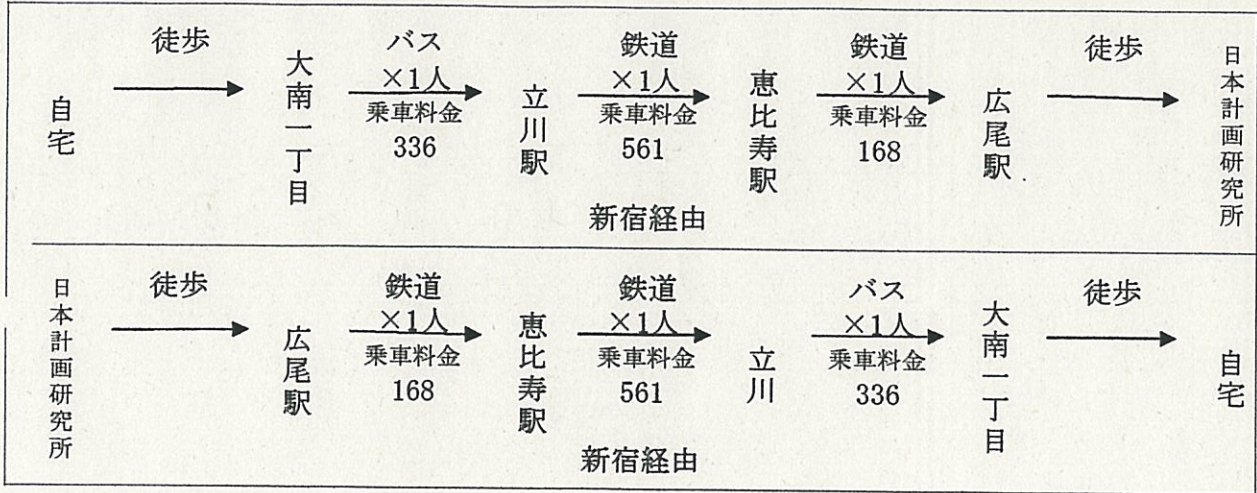 自宅
徒歩
大南一丁目
バス
×1人
乗車料金
336
立川駅
鉄道
×1人
乗車料金
561
恵比寿駅
鉄道
×1人
乗車料金
168
広尾駅
徒歩
日本計画研究所
新宿経由
日本計画研究所
徒歩
広尾駅
鉄道
×1人
乗車料金
168
恵比寿駅
鉄道
×1人
乗車料金
561
立川
バス
×1人
乗車料金
336
大南一丁目
徒歩
自宅
新宿経由